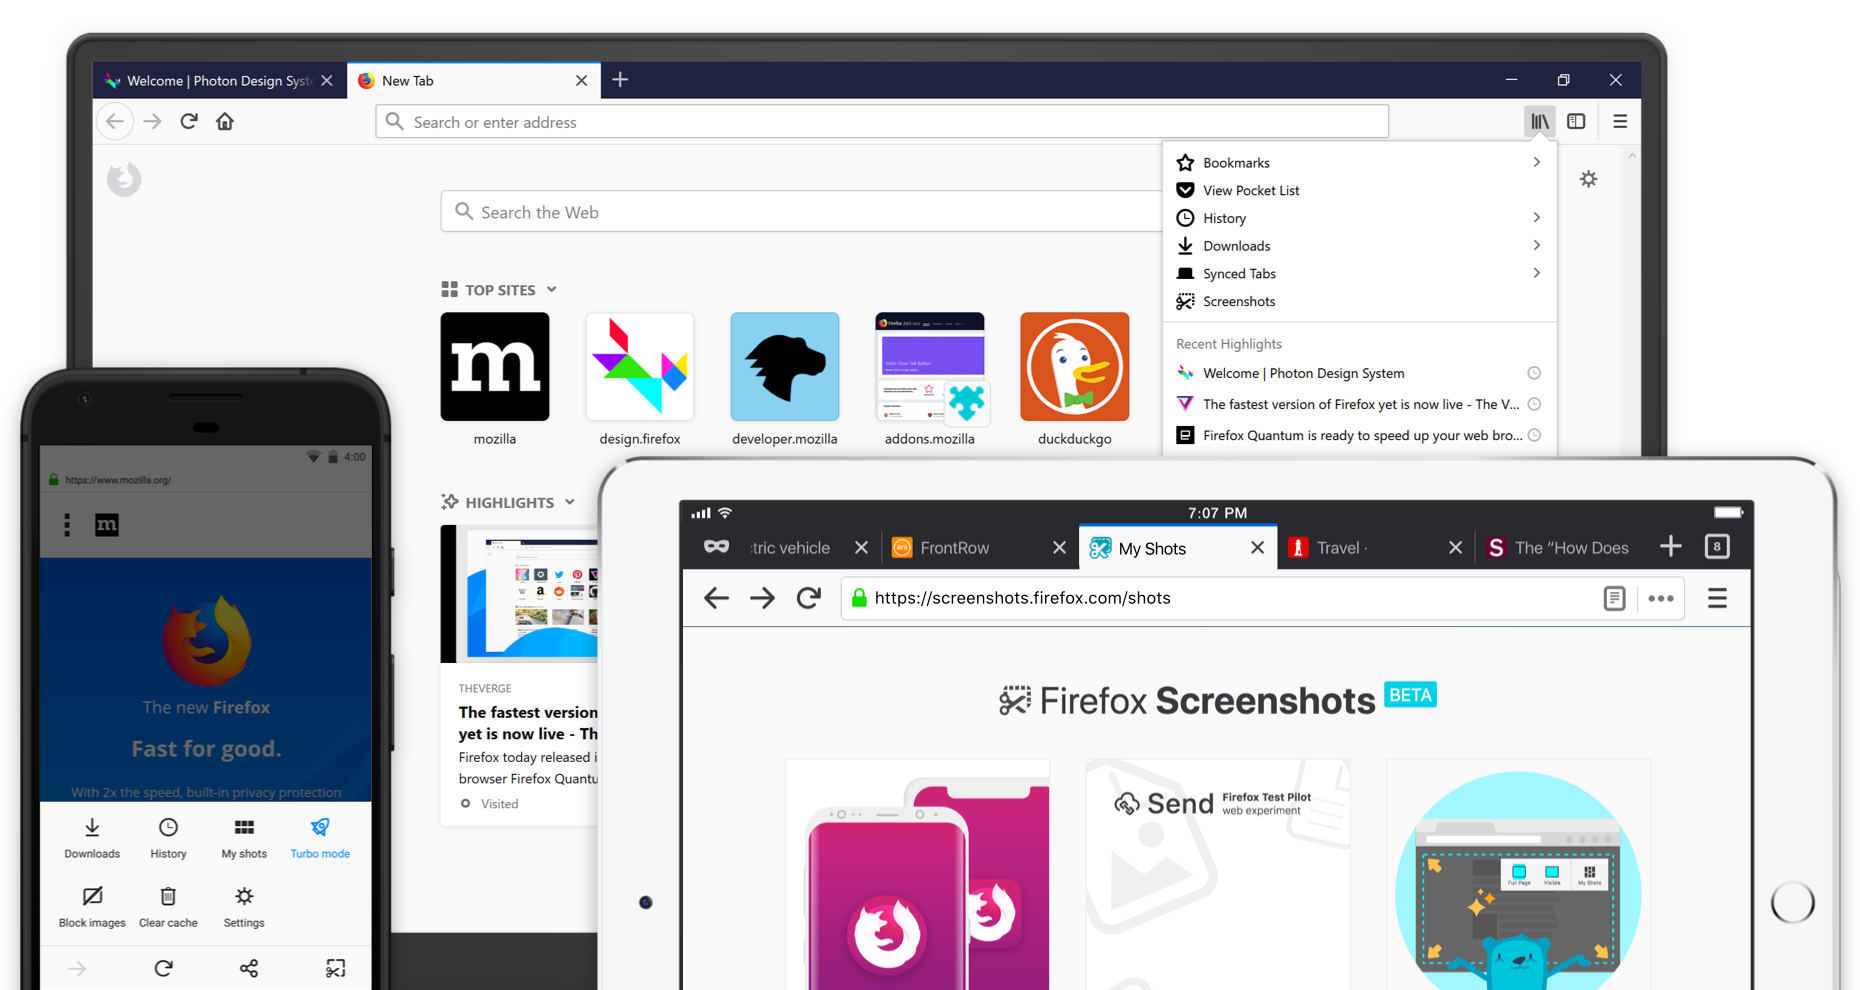 Welcome | Photon Design Syst
New Tab
Search or enter address
Search the Web
Bookmarks
View Pocket List
History
Downloads
Synced Tabs
Screenshots
Recent Highlights
Welcome | Photon Design System
The fastest version of Firefox yet is now live - The V...
Firefox Quantum is ready to speed up your web bro...
TOP SITES
m
mozilla
design.firefox
developer.mozilla
addons.mozilla
duckduckgo
HIGHLIGHTS
THEVERGE
The fastest version
yet is now live - Th
Firefox today released i
browser Firefox Quantu
Visited
4:00
https://www.mozilla.org/
m
The new Firefox
Fast for good.
With 2x the speed, built-in privacy protection
Downloads
History
My shots
Turbo mode
Block images
Clear cache
Settings
7:07 PM
tric vehicle
ars
FrontRow
My Shots
Travel ·
S
The “How Does
8
https://screenshots.firefox.com/shots
Firefox Screenshots BETA
Send
Firefox Test Pilot
web experiment
Full Page
Visible
My Shots